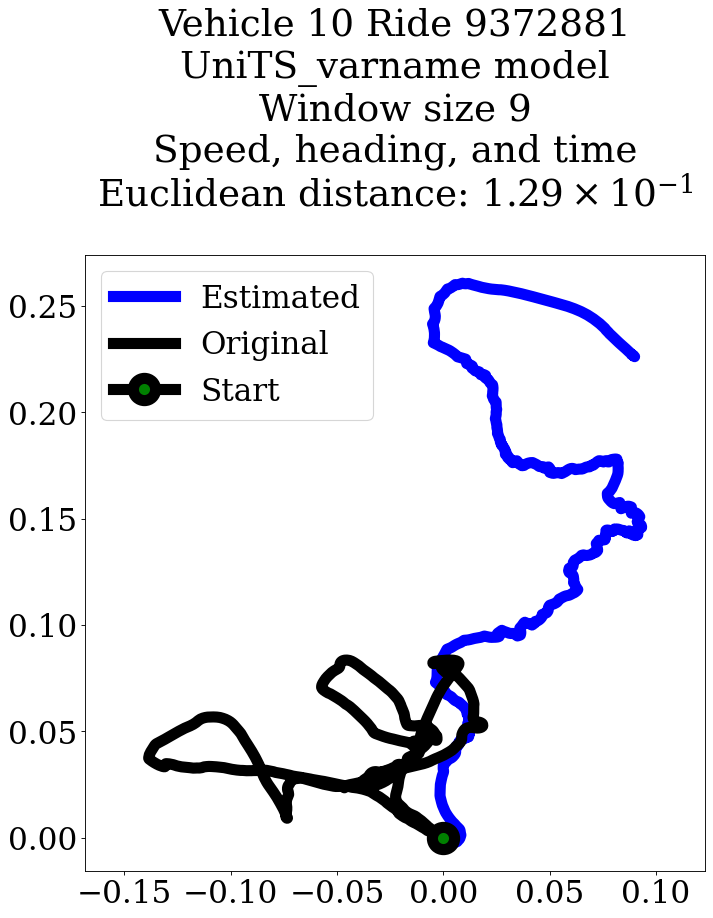 Vehicle 10 Ride 9372881
UniTS_varname model
Window size 9
Speed, heading, and time
Euclidean distance: 1.29 × 10⁻¹
Estimated
Original
Start
0.25
0.20
0.15
0.10
0.05
0.00
−0.15 −0.10 −0.05 0.00 0.05 0.10